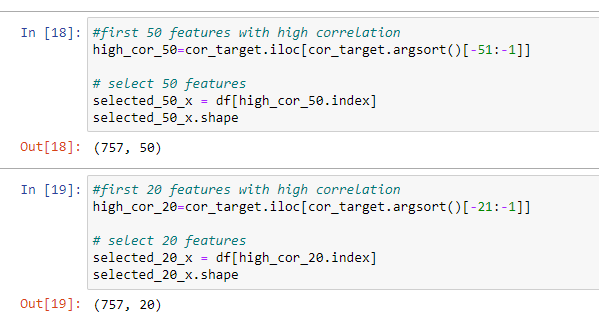 In [18]: #first 50 features with high correlation
high_cor_50=cor_target.iloc[cor_target.argsort()[-51:-1]]
# select 50 features
selected_50_x = df[high_cor_50.index]
selected_50_x.shape
Out[18]: (757, 50)
In [19]: #first 20 features with high correlation
high_cor_20=cor_target.iloc[cor_target.argsort()[-21:-1]]
# select 20 features
selected_20_x = df[high_cor_20.index]
selected_20_x.shape
Out[19]: (757, 20)